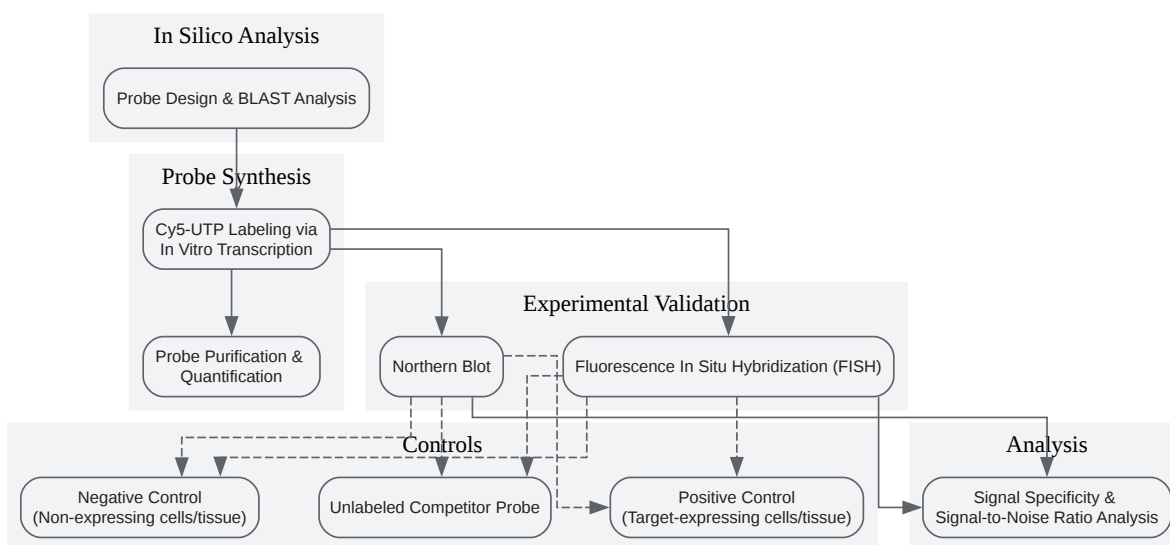 In Silico Analysis
Probe Design & BLAST Analysis
Probe Synthesis
Cy5-UTP Labeling via
In Vitro Transcription
Experimental Validation
Probe Purification &
Quantification
Northern Blot
Fluorescence In Situ Hybridization (FISH)
Controls
Analysis
Negative Control
(Non-expressing cells/tissue)
Unlabeled Competitor Probe
Positive Control
(Target-expressing cells/tissue)
Signal Specificity &
Signal-to-Noise Ratio Analysis